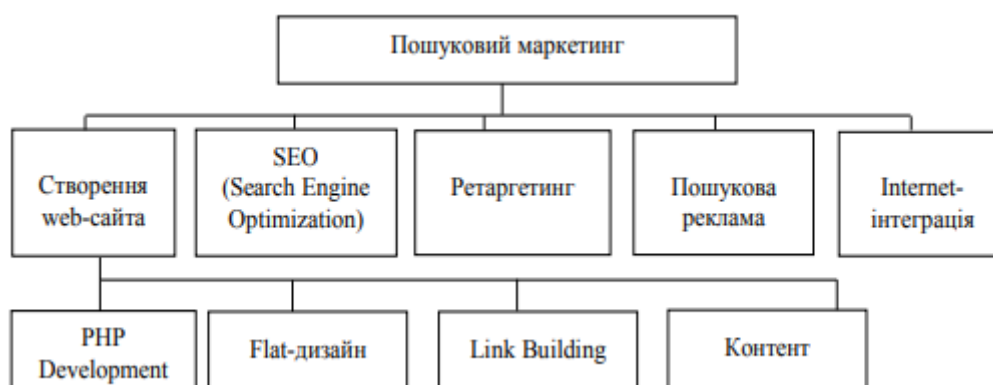 Пошуковий маркетинг
Створення
web-сайта
SEO
(Search Engine
Optimization)
Ретаргетинг
Пошукова
реклама
Internet-
інтеграція
PHP
Development
Flat-дизайн
Link Building
Контент